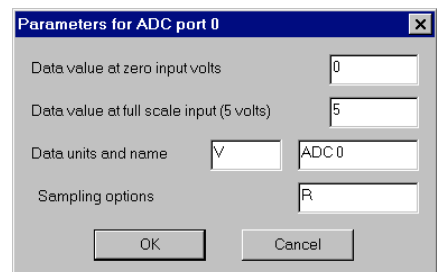 Parameters for ADC port 0
Data value at zero input volts 0
Data value at full scale input (5 volts) 5
Data units and name V ADC 0
Sampling options R
OK Cancel